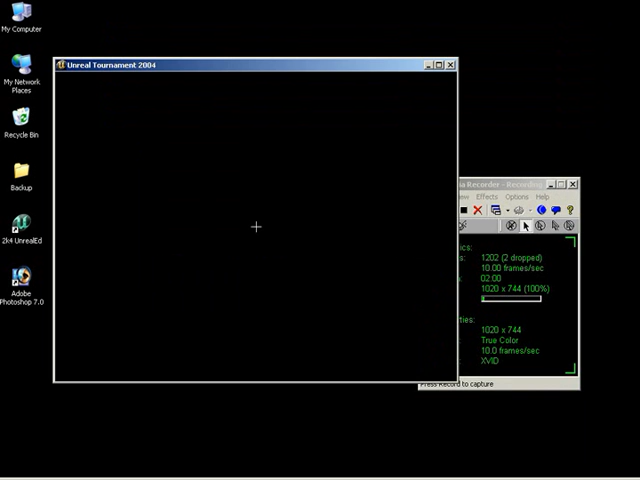 My Computer
My Network
Places
Recycle Bin
Backup
2k4 UnrealEd
Adobe
Photoshop 7.0
Unreal Tournament 2004
Recorder - Recording
Effects Options Help
1202 (2 dropped)
10.00 frames/sec
02:00
1020 x 744 (100%)
1020 x 744
True Color
10.0 frames/sec
XVID
Press Record to capture